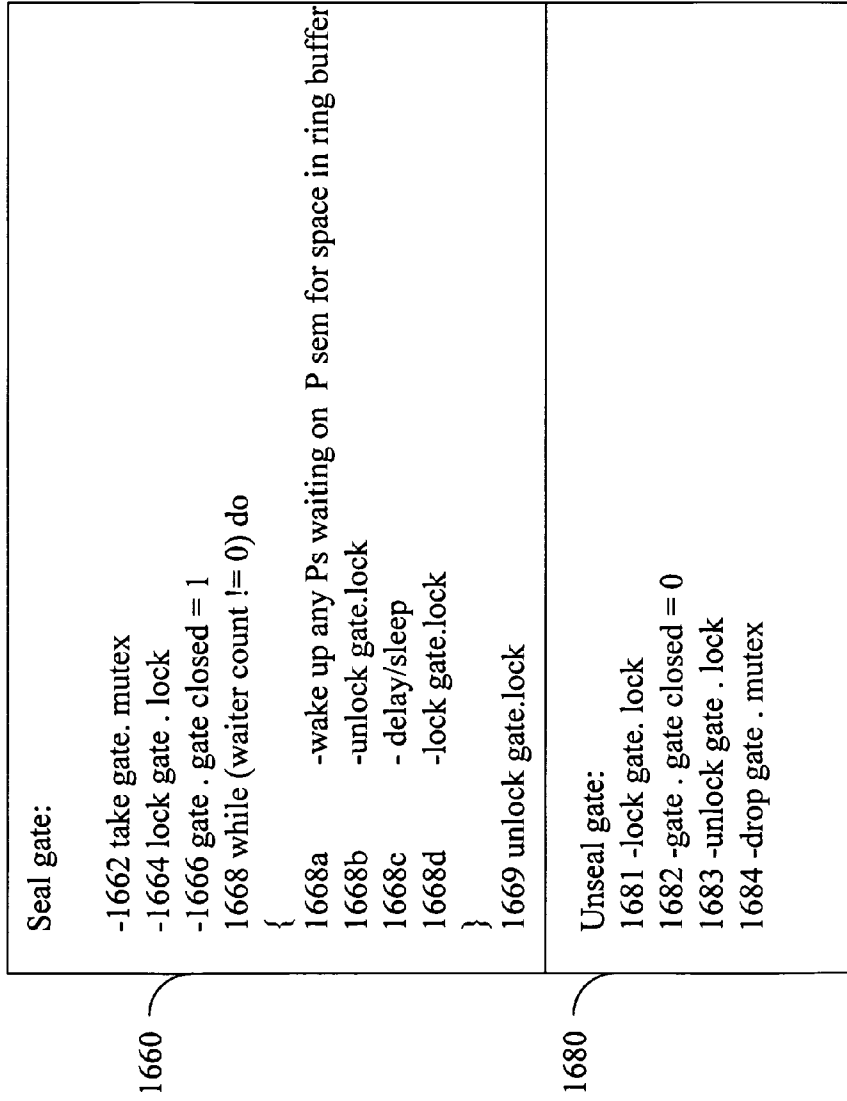 1660
Seal gate:
-1662 take gate. mutex
-1664 lock gate . lock
-1666 gate . gate closed = 1
1668 while (waiter count != 0) do
{
1668a -wake up any Ps waiting on P sem for space in ring buffer
1668b -unlock gate.lock
1668c - delay/sleep
1668d -lock gate.lock
}
1669 unlock gate.lock
1680
Unseal gate:
1681 -lock gate. lock
1682 -gate . gate closed = 0
1683 -unlock gate . lock
1684 -drop gate . mutex